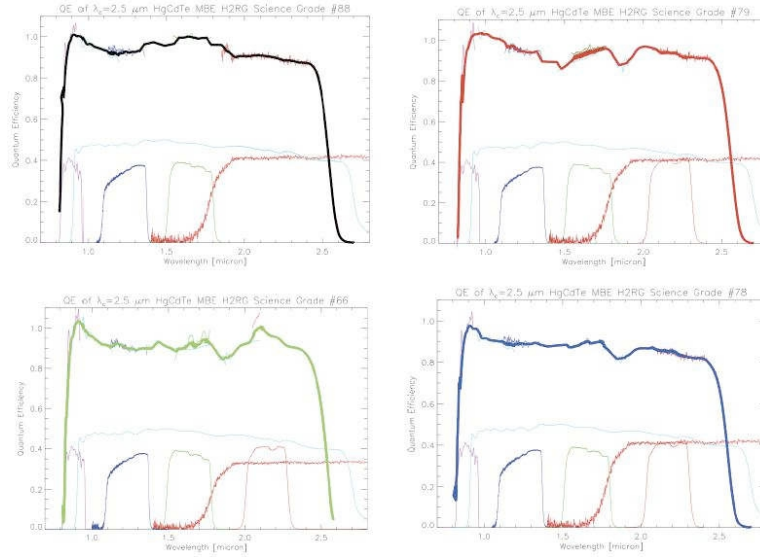 QE of λc=2.5 μm HgCdTe MBE H2RG Science Grade #88
Quantum Efficiency
1.0
0.8
0.6
0.4
0.2
0.0
1.0 1.5 2.0 2.5
Wavelength [micron]
QE of λc=2.5 μm HgCdTe MBE H2RG Science Grade #79
Quantum Efficiency
1.0
0.8
0.6
0.4
0.2
0.0
1.0 1.5 2.0 2.5
Wavelength [micron]
QE of λc=2.5 μm HgCdTe MBE H2RG Science Grade #66
Quantum Efficiency
1.0
0.8
0.6
0.4
0.2
0.0
1.0 1.5 2.0 2.5
Wavelength [micron]
QE of λc=2.5 μm HgCdTe MBE H2RG Science Grade #78
Quantum Efficiency
1.0
0.8
0.6
0.4
0.2
0.0
1.0 1.5 2.0 2.5
Wavelength [micron]